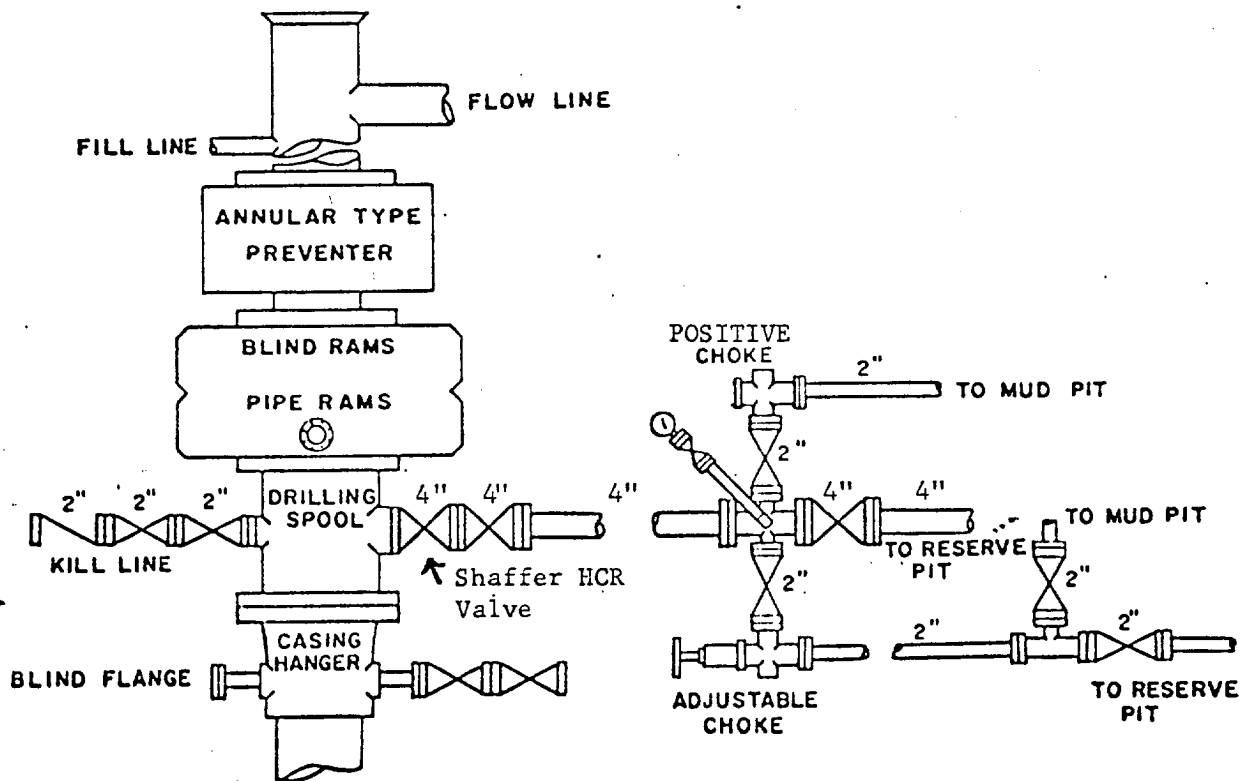 FLOW LINE
FILL LINE
ANNULAR TYPE
PREVENTER
BLIND RAMS
PIPE RAMS
POSITIVE
CHOKE
2"
TO MUD PIT
2"
2" 2" 2"
DRILLING
SPOOL
4" 4" 4"
4" 4"
KILL LINE
Shaffer HCR
Valve
TO RESERVE
PIT
TO MUD PIT
2"
2"
CASING
HANGER
2" 2"
BLIND FLANGE
ADJUSTABLE
CHOKE
TO RESERVE
PIT